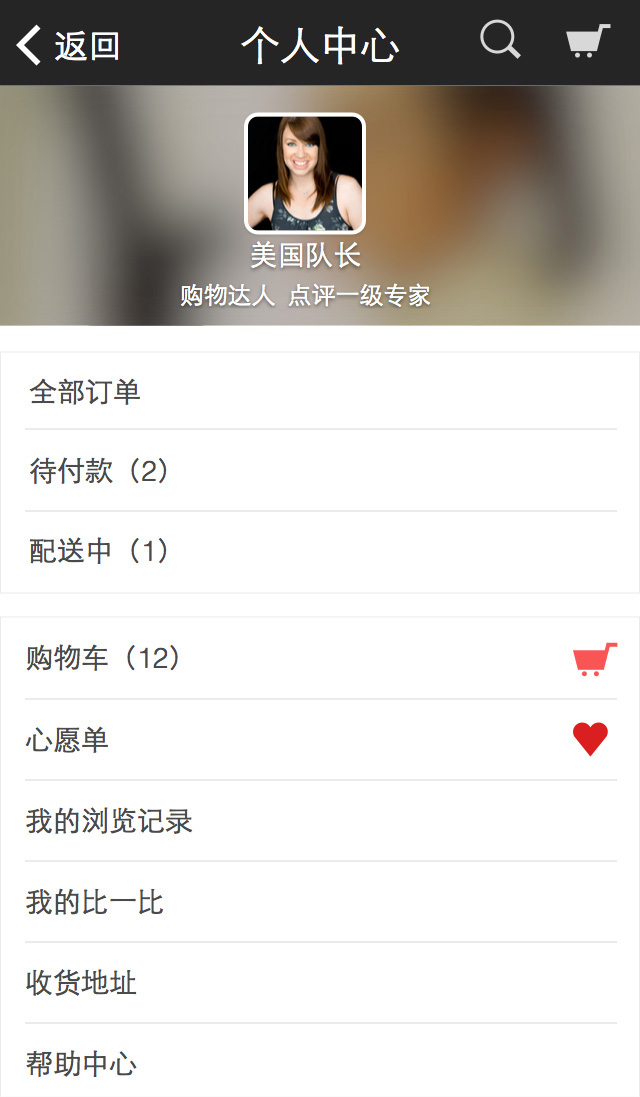 返回 个人中心
美国队长
购物达人 点评一级专家
全部订单
待付款（2）
配送中（1）
购物车（12）
心愿单
我的浏览记录
我的比一比
收货地址
帮助中心